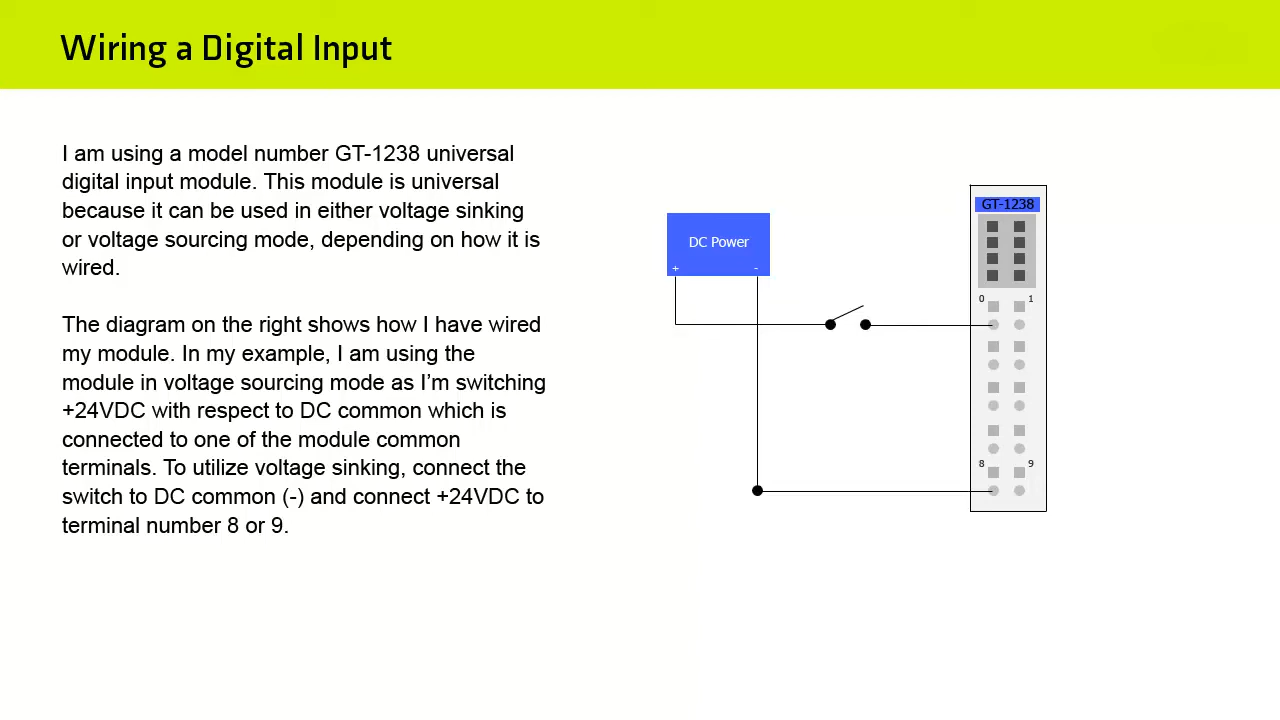 Wiring a Digital Input
I am using a model number GT-1238 universal
digital input module. This module is universal
because it can be used in either voltage sinking
or voltage sourcing mode, depending on how it is
wired.
The diagram on the right shows how I have wired
my module. In my example, I am using the
module in voltage sourcing mode as I’m switching
+24VDC with respect to DC common which is
connected to one of the module common
terminals. To utilize voltage sinking, connect the
switch to DC common (-) and connect +24VDC to
terminal number 8 or 9.
DC Power
+ -
GT-1238
0 1
8 9